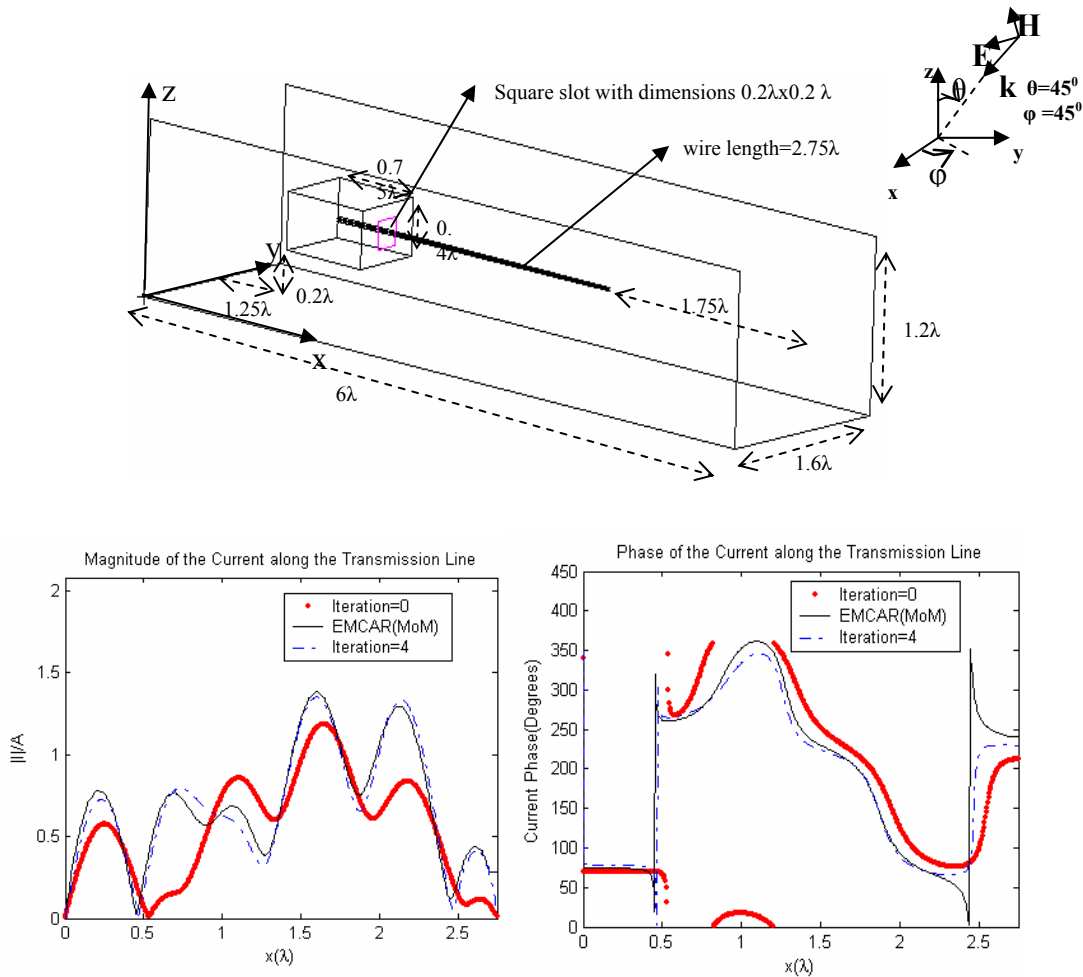 H
E
z
θ
k
θ=45⁰
φ =45⁰
y
x
φ
Z
Square slot with dimensions 0.2λx0.2 λ
wire length=2.75λ
0.7
5λ
0.
4λ
y
1.25λ
0.2λ
1.75λ
1.2λ
x
6λ
1.6λ
Magnitude of the Current along the Transmission Line
2
1.5
1
0.5
0
|I|/A
Iteration=0
EMCAR(MoM)
Iteration=4
0 0.5 1 1.5 2 2.5
x(λ)
Phase of the Current along the Transmission Line
450
400
350
300
250
200
150
100
50
0
Current Phase(Degrees)
Iteration=0
EMCAR(MoM)
Iteration=4
0 0.5 1 1.5 2 2.5
x(λ)